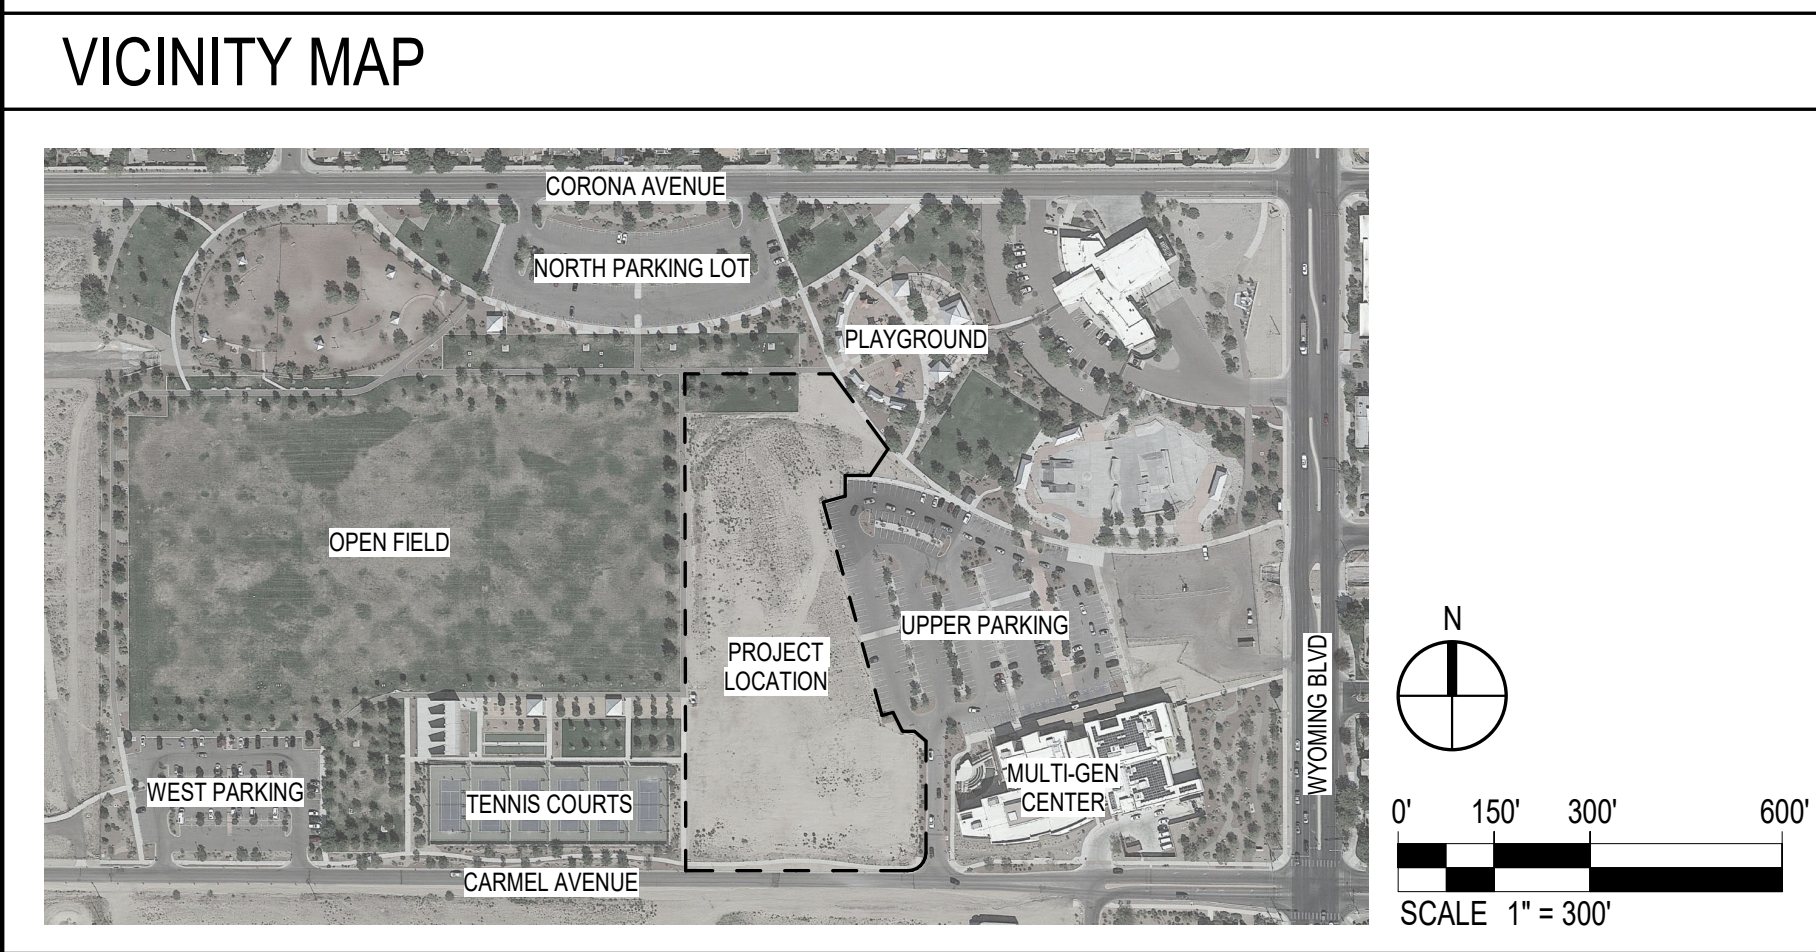 VICINITY MAP
CORONA AVENUE
NORTH PARKING LOT
PLAYGROUND
OPEN FIELD
UPPER PARKING
PROJECT
LOCATION
WYOMING BLVD
MULTI-GEN
CENTER
WEST PARKING
TENNIS COURTS
CARMEL AVENUE
N
0' 150' 300' 600'
SCALE 1" = 300'